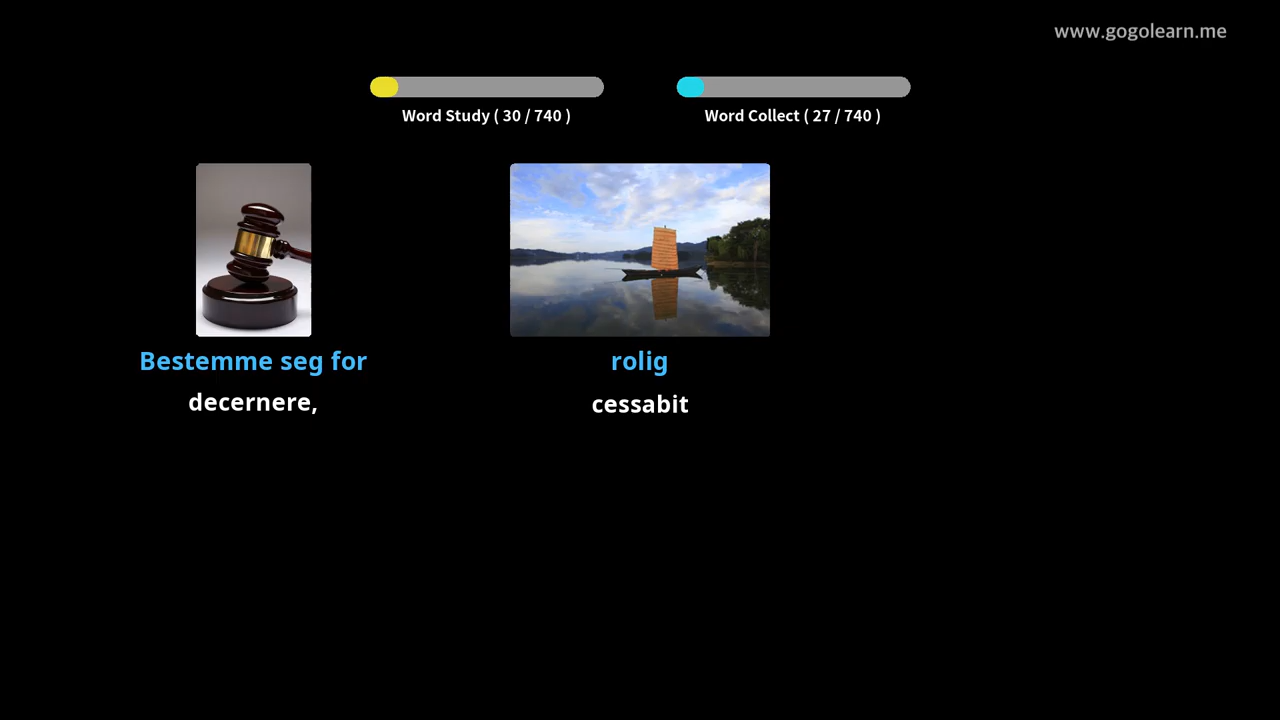 www.gogolearn.me
Word Study ( 30 / 740 )
Word Collect ( 27 / 740 )
Bestemme seg for
decernere,
rolig
cessabit